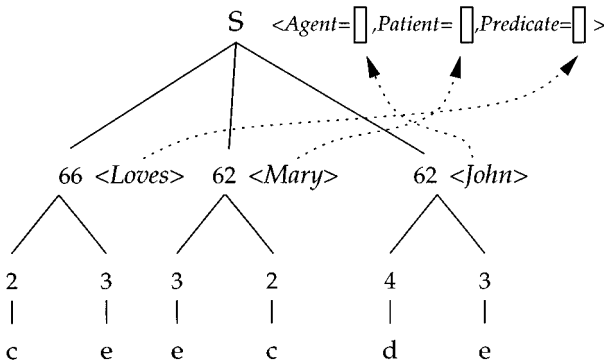 S <Agent= ,Patient= ,Predicate= >
66 <Loves> 62 <Mary> 62 <John>
2 3 3 2 4 3
c e e c d e